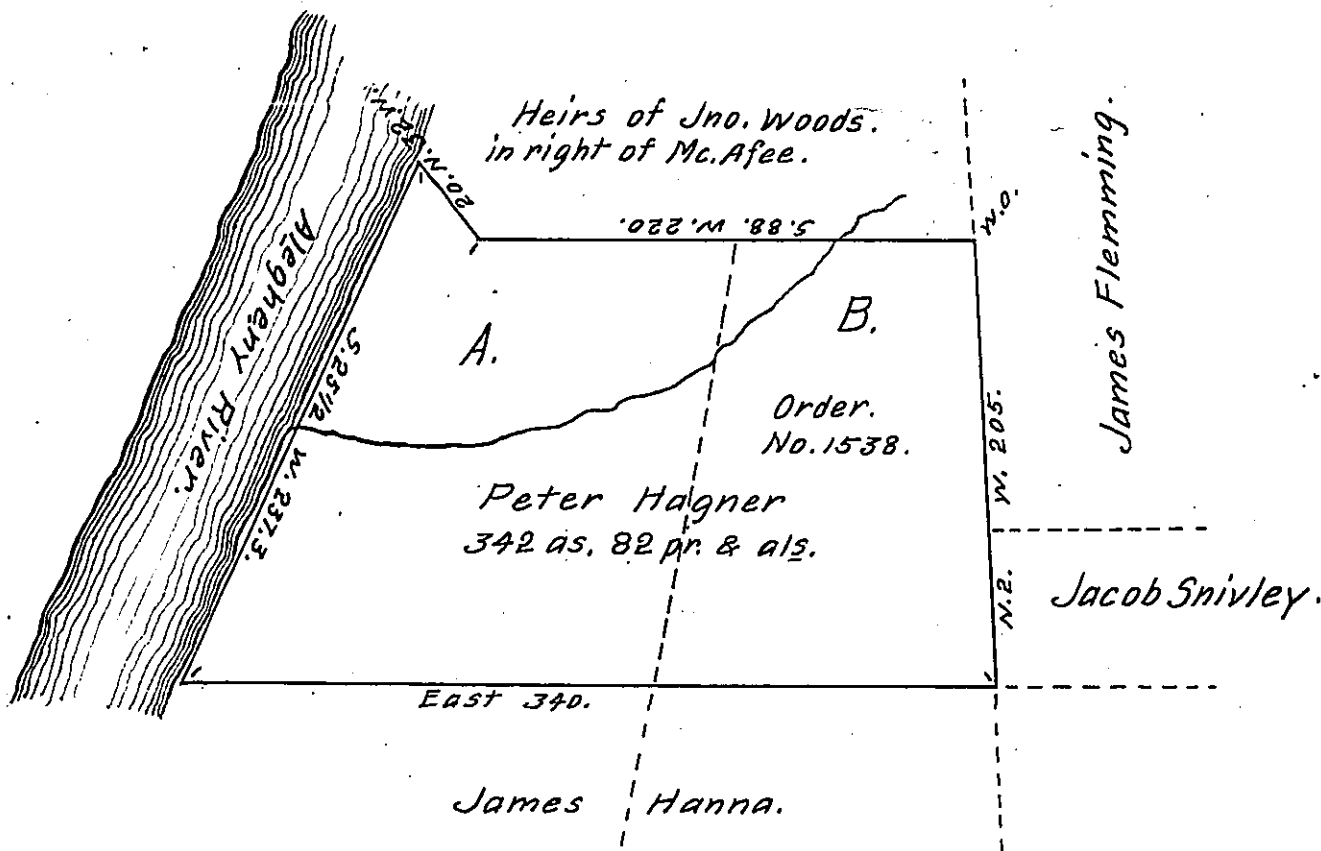 Heirs of Jno. Woods.
in right of Mc.Afee.
James Flemming.
W.O.
S.88. W.220.
Alegheny River.
A.
B.
S.25 1/2 W. 237.3.
Order.
No. 1538.
Peter Hagner
342 as. 82 pr. & als.
N.2. W. 205.
Jacob Snivley.
East 340.
James Hanna.